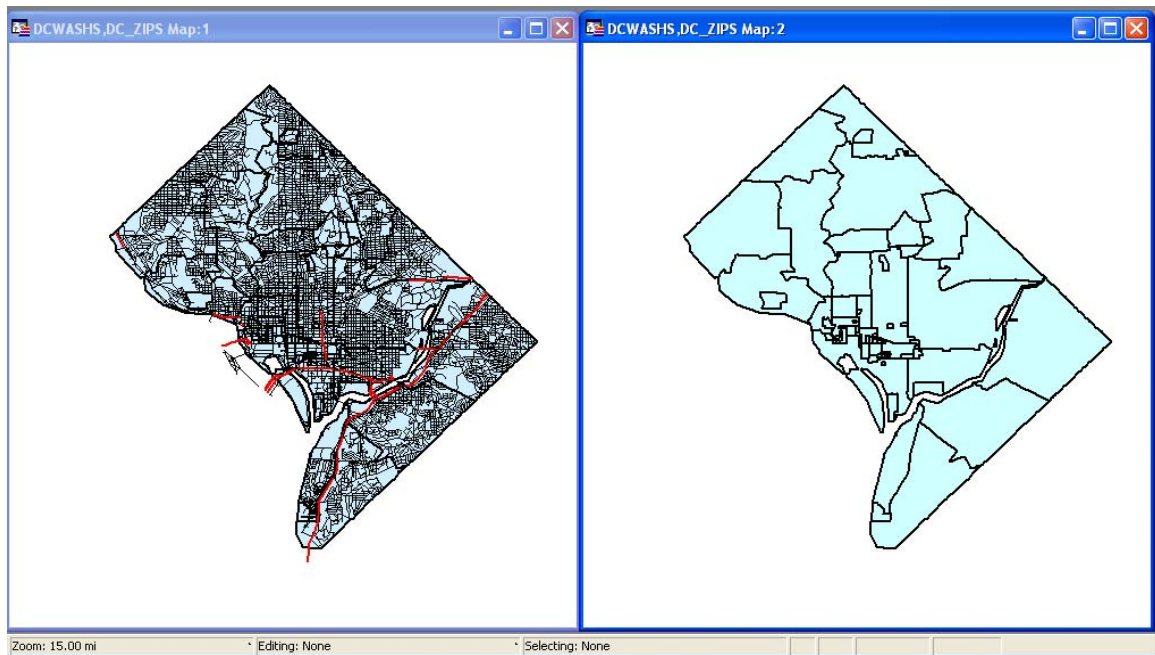 DCWASHS,DC_ZIPS Map:1
DCWASHS,DC_ZIPS Map:2
Zoom: 15.00 mi
Editing: None
Selecting: None